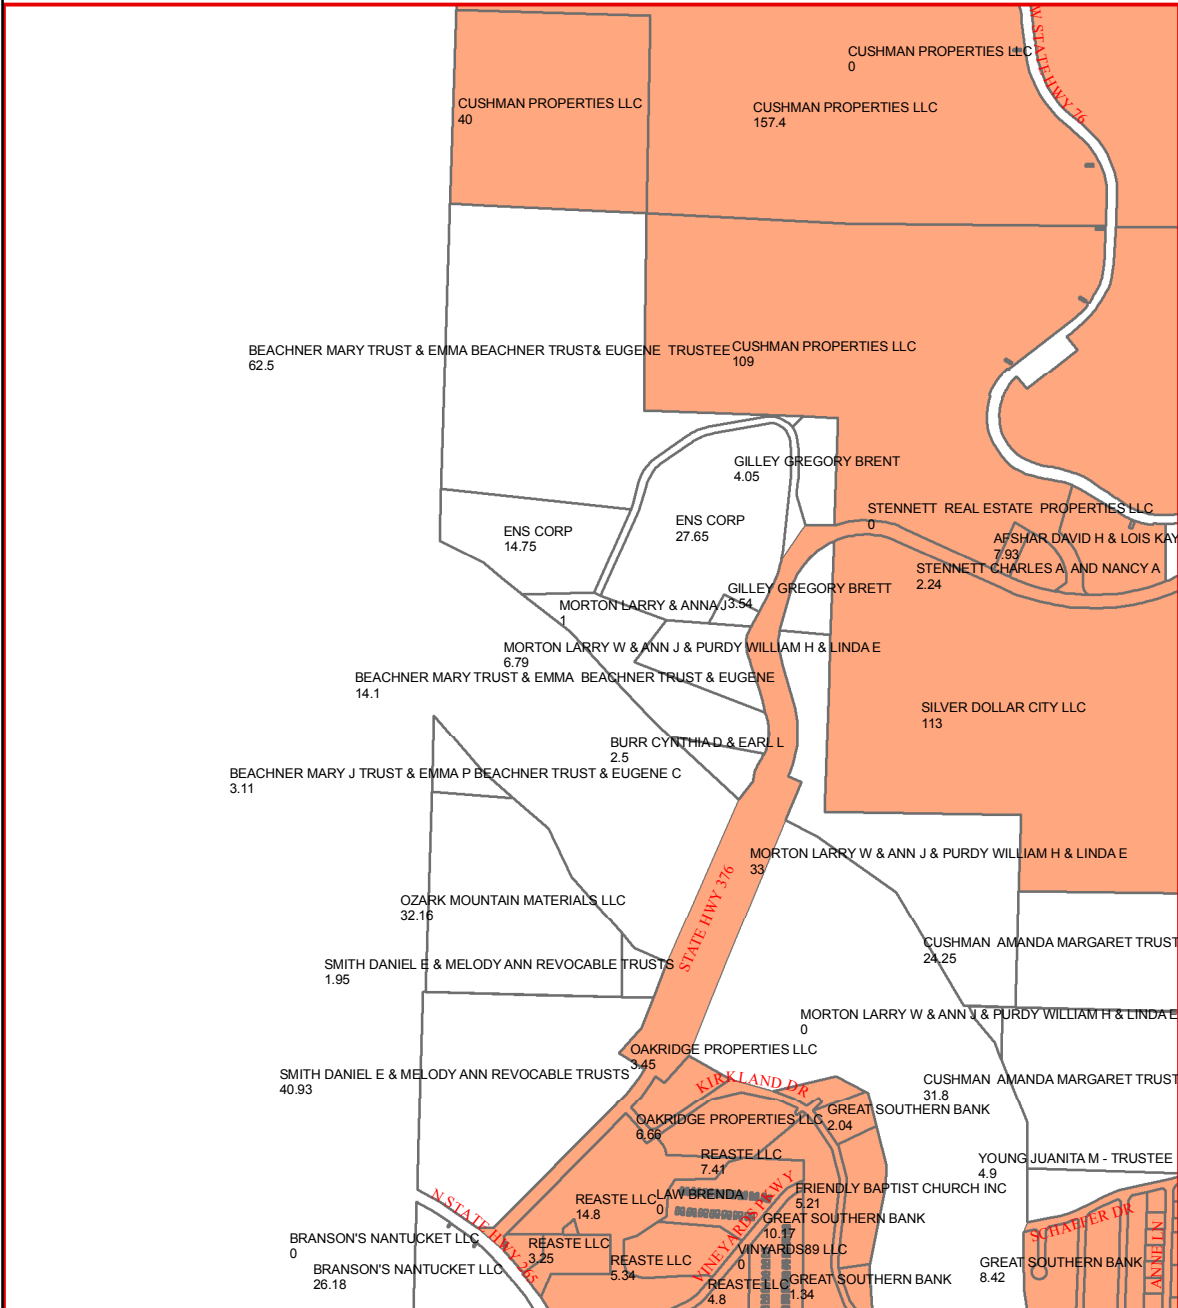 CUSHMAN PROPERTIES LLC
0
W STATE HWY 76
CUSHMAN PROPERTIES LLC
40
CUSHMAN PROPERTIES LLC
157.4
BEACHNER MARY TRUST & EMMA BEACHNER TRUST& EUGENE  TRUSTEE
62.5
CUSHMAN PROPERTIES LLC
109
GILLEY GREGORY BRENT
4.05
STENNETT  REAL ESTATE  PROPERTIES LLC
0
ENS CORP
14.75
ENS CORP
27.65
AFSHAR DAVID H & LOIS KAY
7.93
STENNETT CHARLES A  AND NANCY A
2.24
GILLEY GREGORY BRETT
3.54
MORTON LARRY & ANNA J
1
MORTON LARRY W & ANN J & PURDY WILLIAM H & LINDA E
6.79
BEACHNER MARY TRUST & EMMA  BEACHNER TRUST & EUGENE
14.1
SILVER DOLLAR CITY LLC
113
BURR CYNTHIA D & EARL L
2.5
BEACHNER MARY J TRUST & EMMA P BEACHNER TRUST & EUGENE C
3.11
MORTON LARRY W & ANN J & PURDY WILLIAM H & LINDA E
33
STATE HWY 376
OZARK MOUNTAIN MATERIALS LLC
32.16
CUSHMAN  AMANDA MARGARET TRUST
24.25
SMITH DANIEL E & MELODY ANN REVOCABLE TRUSTS
1.95
MORTON LARRY W & ANN J & PURDY WILLIAM H & LINDA E
0
OAKRIDGE PROPERTIES LLC
3.45
SMITH DANIEL E & MELODY ANN REVOCABLE TRUSTS
40.93
KIRKLAND DR
CUSHMAN  AMANDA MARGARET TRUST
31.8
GREAT SOUTHERN BANK
2.04
OAKRIDGE PROPERTIES LLC
6.66
REASTE LLC
7.41
YOUNG JUANITA M - TRUSTEE
4.9
FRIENDLY BAPTIST CHURCH INC
5.21
LAW BRENDA
0
REASTE LLC
14.8
N STATE HWY 265
VINEYARDS PKWY
GREAT SOUTHERN BANK
10.17
SCHAEFER DR
ANNE LN
BRANSON'S NANTUCKET LLC
0
REASTE LLC
3.25
VINYARDS89 LLC
0
REASTE LLC
5.34
GREAT SOUTHERN BANK
8.42
BRANSON'S NANTUCKET LLC
26.18
REASTE LLC
4.8
GREAT SOUTHERN BANK
1.34